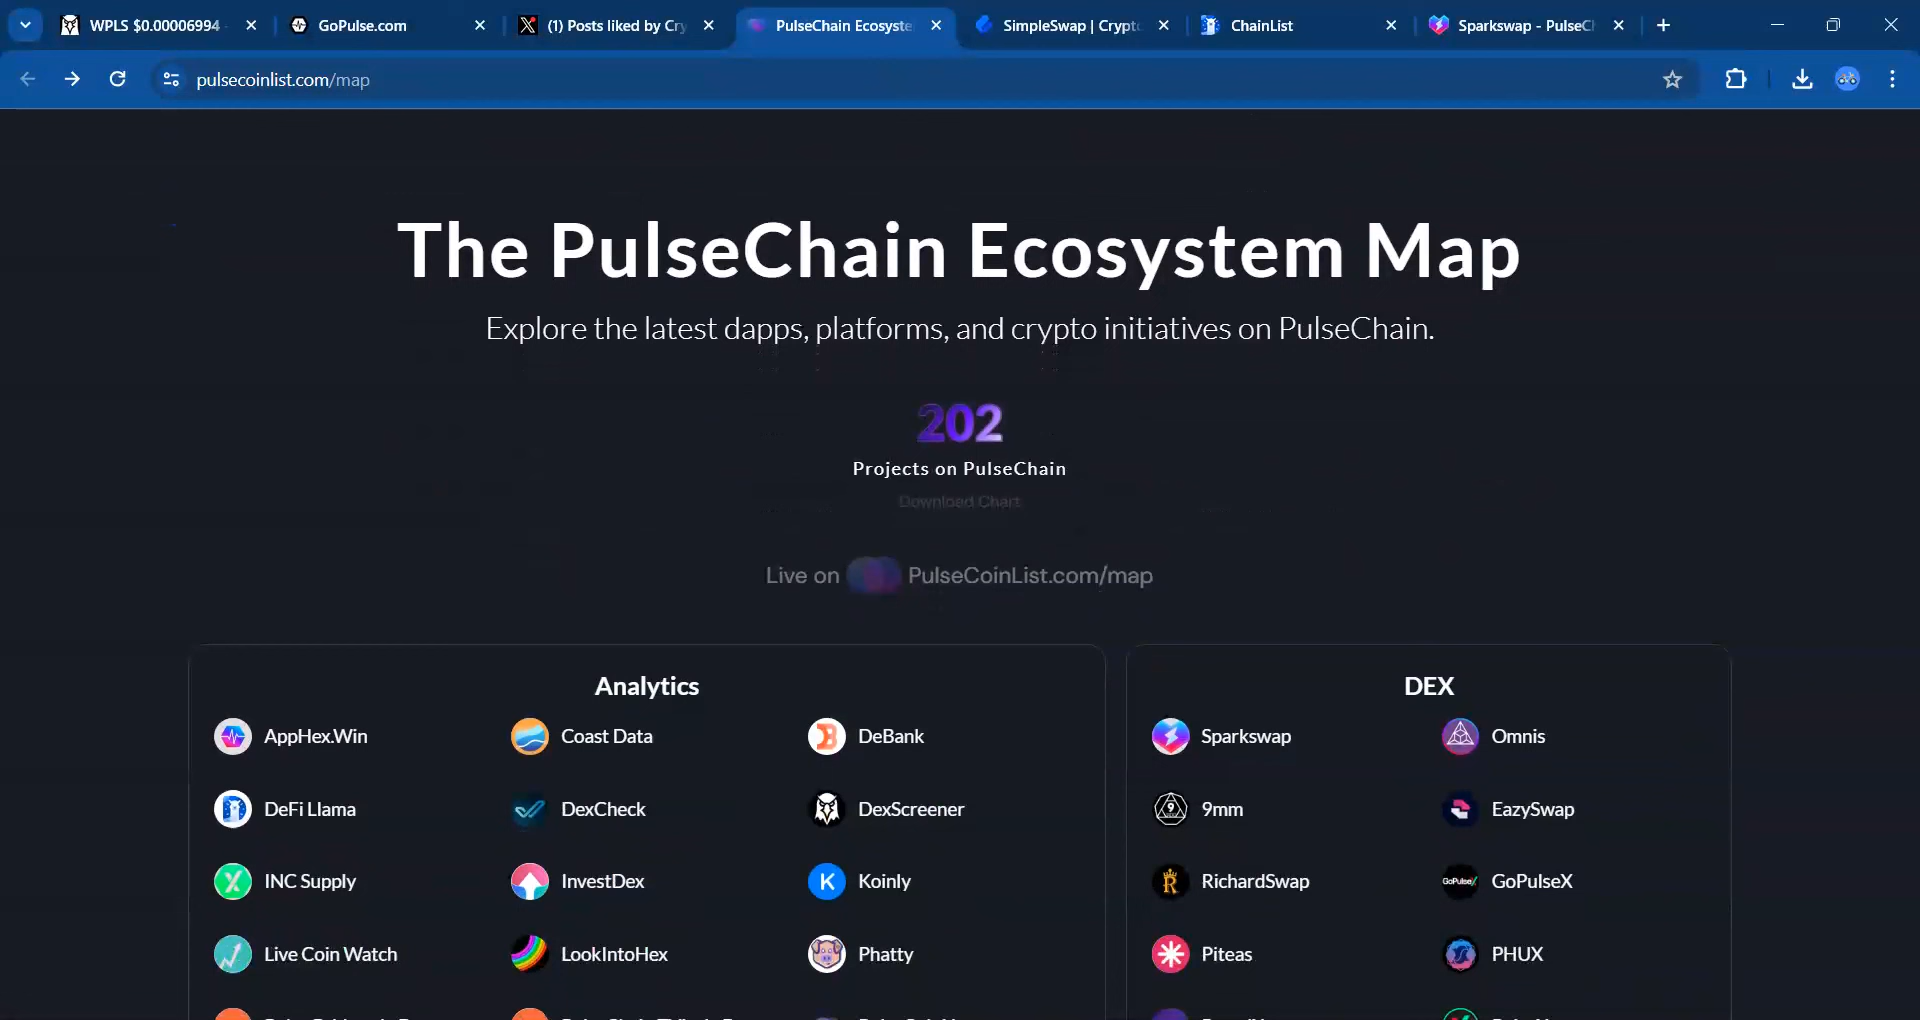 WPLS $0.00006994
GoPulse.com
(1) Posts liked by Cry
PulseChain Ecosyste
SimpleSwap | Crypto
ChainList
Sparkswap - PulseC
pulsecoinlist.com/map
The PulseChain Ecosystem Map
Explore the latest dapps, platforms, and crypto initiatives on PulseChain.
202
Projects on PulseChain
Download Chart
Live on PulseCoinList.com/map
Analytics
AppHex.Win
Coast Data
DeBank
DeFi Llama
DexCheck
DexScreener
INC Supply
InvestDex
Koinly
Live Coin Watch
LookIntoHex
Phatty
DEX
Sparkswap
Omnis
9mm
EazySwap
RichardSwap
GoPulseX
GoPulseX
Piteas
PHUX